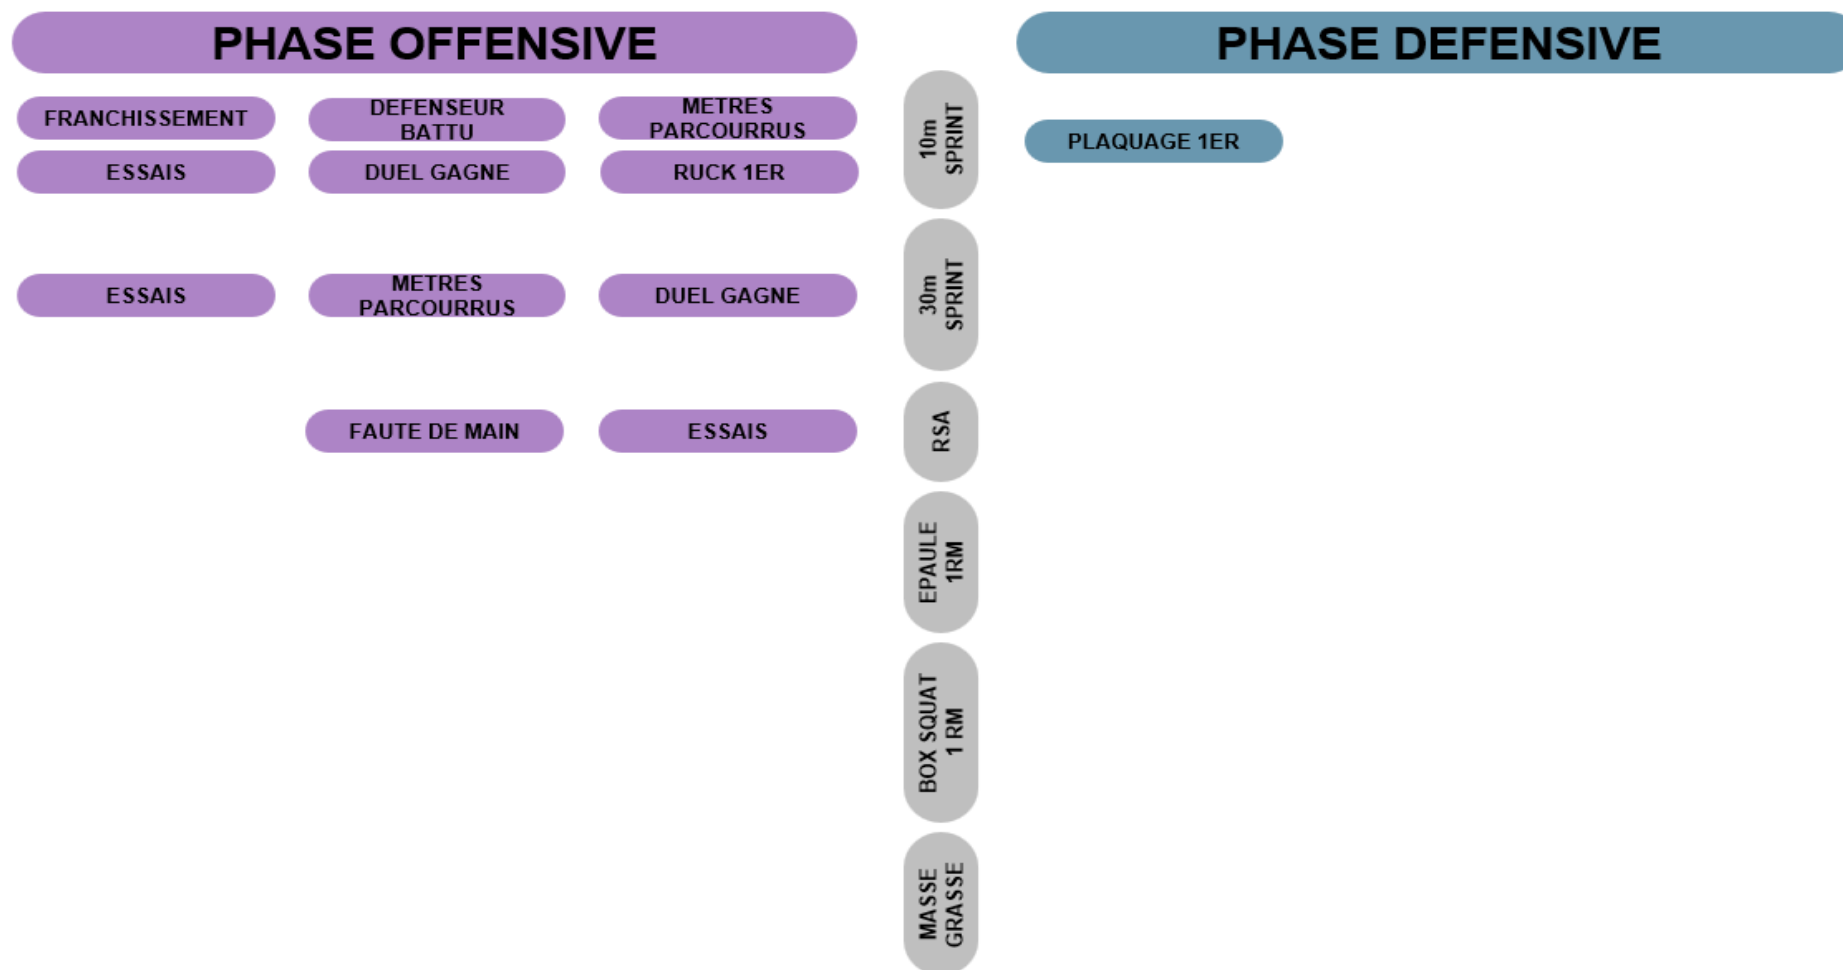 PHASE OFFENSIVE
PHASE DEFENSIVE
FRANCHISSEMENT
DEFENSEUR
BATTU
METRES
PARCOURRUS
ESSAIS
DUEL GAGNE
RUCK 1ER
10m
SPRINT
PLAQUAGE 1ER
ESSAIS
METRES
PARCOURRUS
DUEL GAGNE
30m
SPRINT
FAUTE DE MAIN
ESSAIS
RSA
EPAULE
1RM
BOX SQUAT
1 RM
MASSE
GRASSE